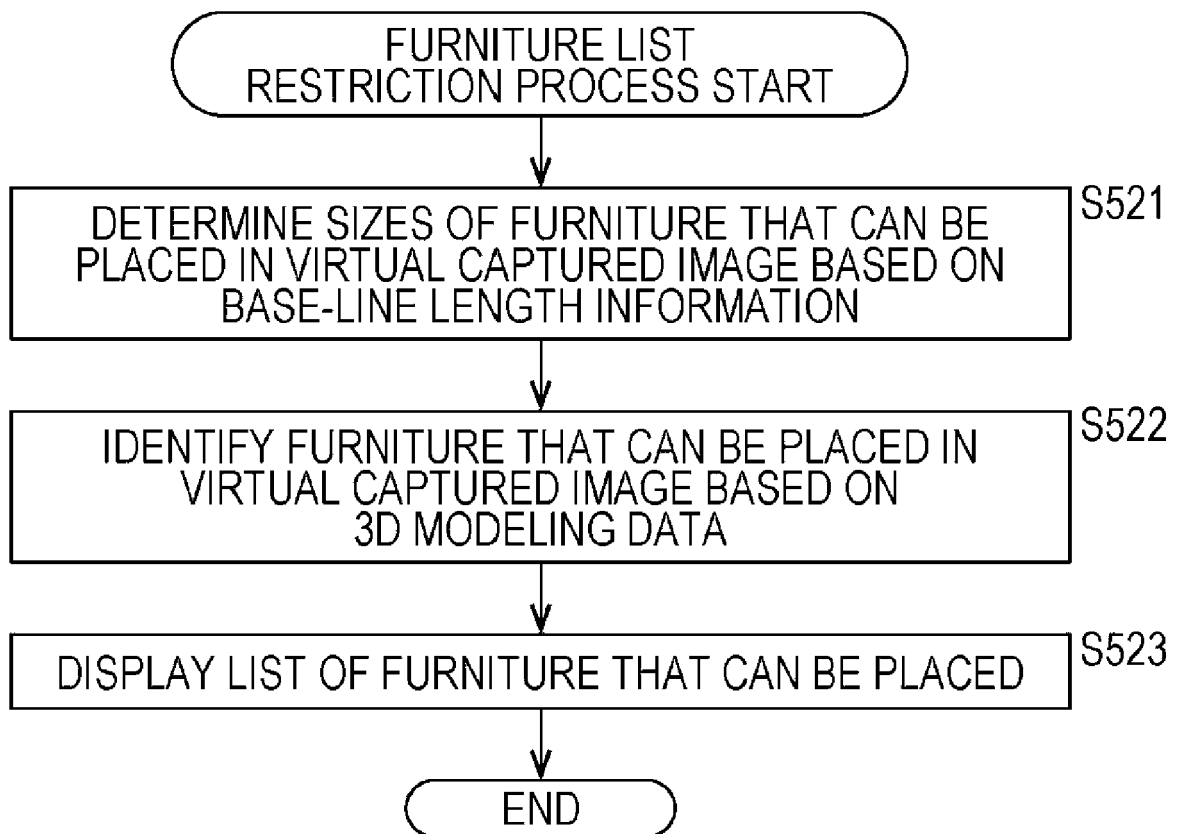 FURNITURE LIST
RESTRICTION PROCESS START
S521
DETERMINE SIZES OF FURNITURE THAT CAN BE
PLACED IN VIRTUAL CAPTURED IMAGE BASED ON
BASE-LINE LENGTH INFORMATION
S522
IDENTIFY FURNITURE THAT CAN BE PLACED IN
VIRTUAL CAPTURED IMAGE BASED ON
3D MODELING DATA
S523
DISPLAY LIST OF FURNITURE THAT CAN BE PLACED
END